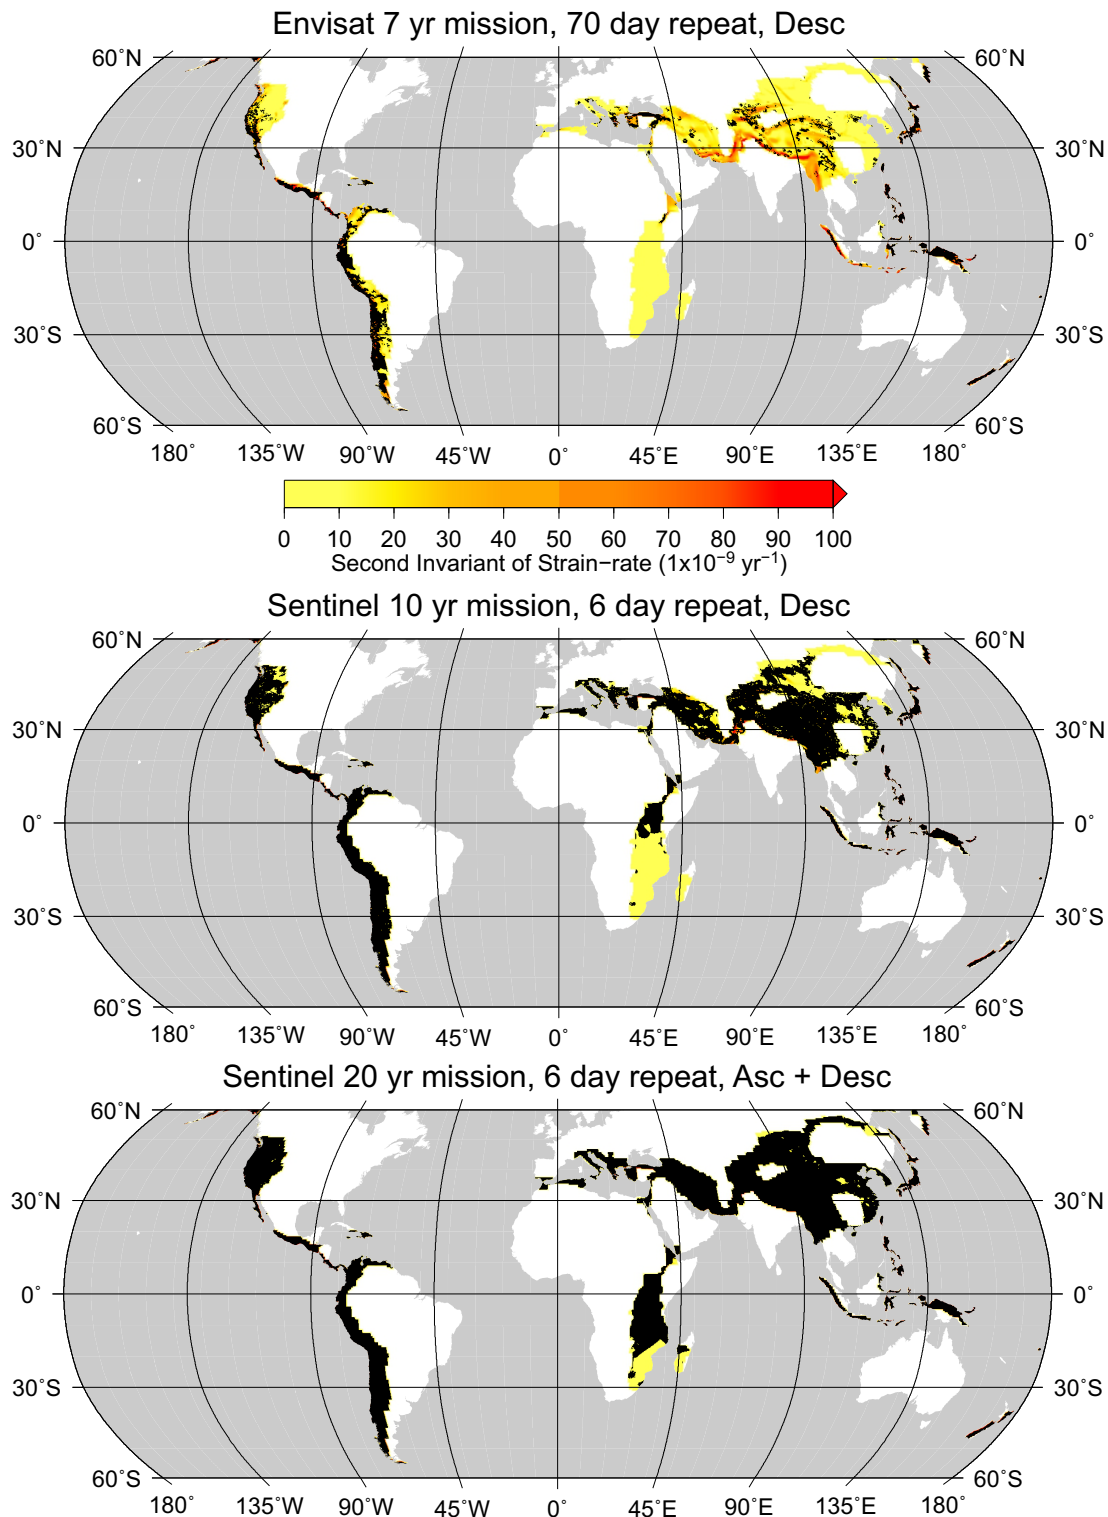 Envisat 7 yr mission, 70 day repeat, Desc
60˚N 60˚N
30˚N 30˚N
0˚ 0˚
30˚S 30˚S
60˚S 60˚S
180˚ 135˚W 90˚W 45˚W 0˚ 45˚E 90˚E 135˚E 180˚
0 10 20 30 40 50 60 70 80 90 100
Second Invariant of Strain−rate (1x10⁻⁹ yr⁻¹)
Sentinel 10 yr mission, 6 day repeat, Desc
60˚N 60˚N
30˚N 30˚N
0˚ 0˚
30˚S 30˚S
60˚S 60˚S
180˚ 135˚W 90˚W 45˚W 0˚ 45˚E 90˚E 135˚E 180˚
Sentinel 20 yr mission, 6 day repeat, Asc + Desc
60˚N 60˚N
30˚N 30˚N
0˚ 0˚
30˚S 30˚S
60˚S 60˚S
180˚ 135˚W 90˚W 45˚W 0˚ 45˚E 90˚E 135˚E 180˚